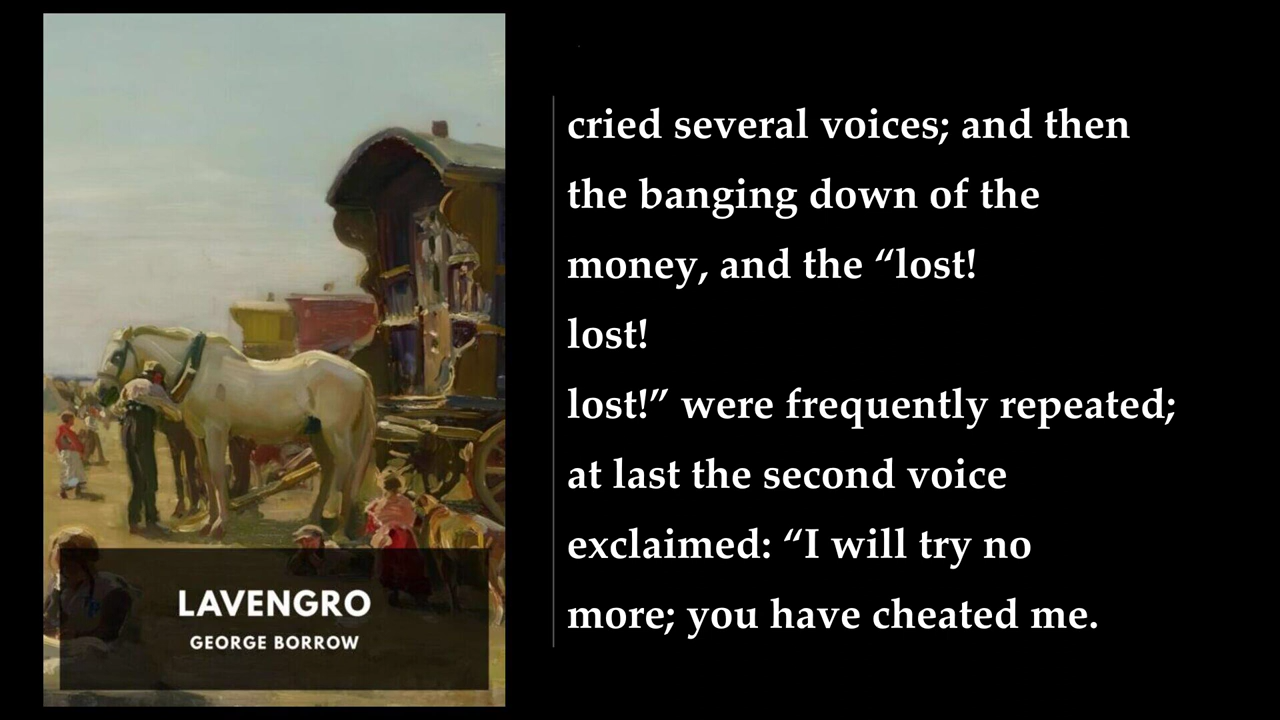 LAVENGRO
GEORGE BORROW
cried several voices; and then
the banging down of the
money, and the “lost!
lost!
lost!” were frequently repeated;
at last the second voice
exclaimed: “I will try no
more; you have cheated me.